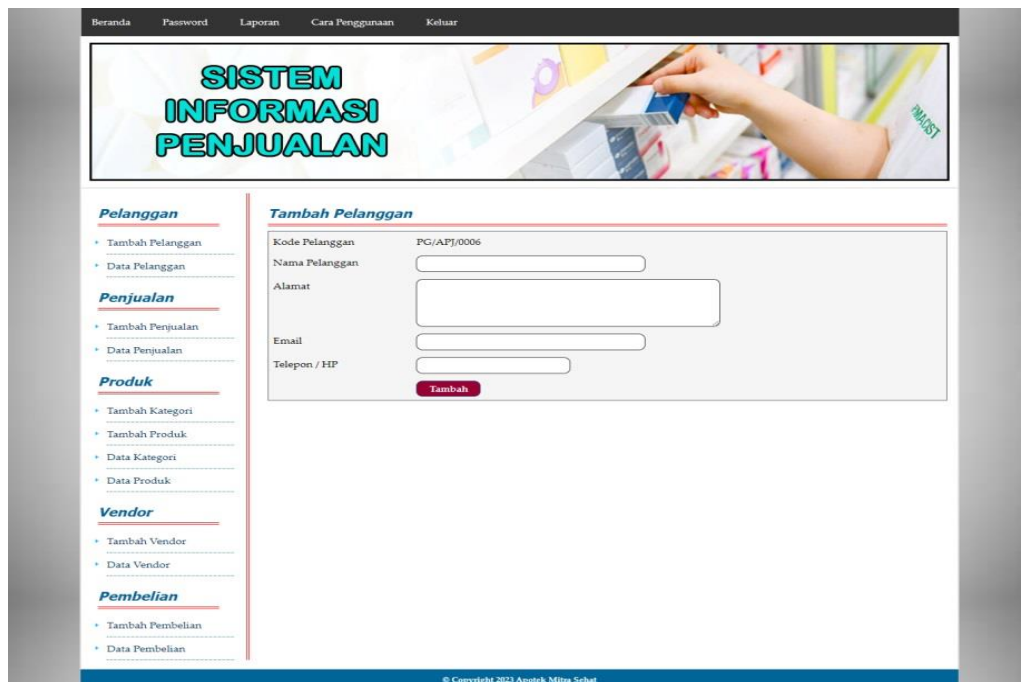 Beranda Password Laporan Cara Penggunaan Keluar
SISTEM
INFORMASI
PENJUALAN
MACIST
Pelanggan
Tambah Pelanggan
Data Pelanggan
Penjualan
Tambah Penjualan
Data Penjualan
Produk
Tambah Kategori
Tambah Produk
Data Kategori
Data Produk
Vendor
Tambah Vendor
Data Vendor
Pembelian
Tambah Pembelian
Data Pembelian
Tambah Pelanggan
Kode Pelanggan PG/APJ/0006
Nama Pelanggan
Alamat
Email
Telepon / HP
Tambah
© Copyright 2023 Apotek Mitra Sehat